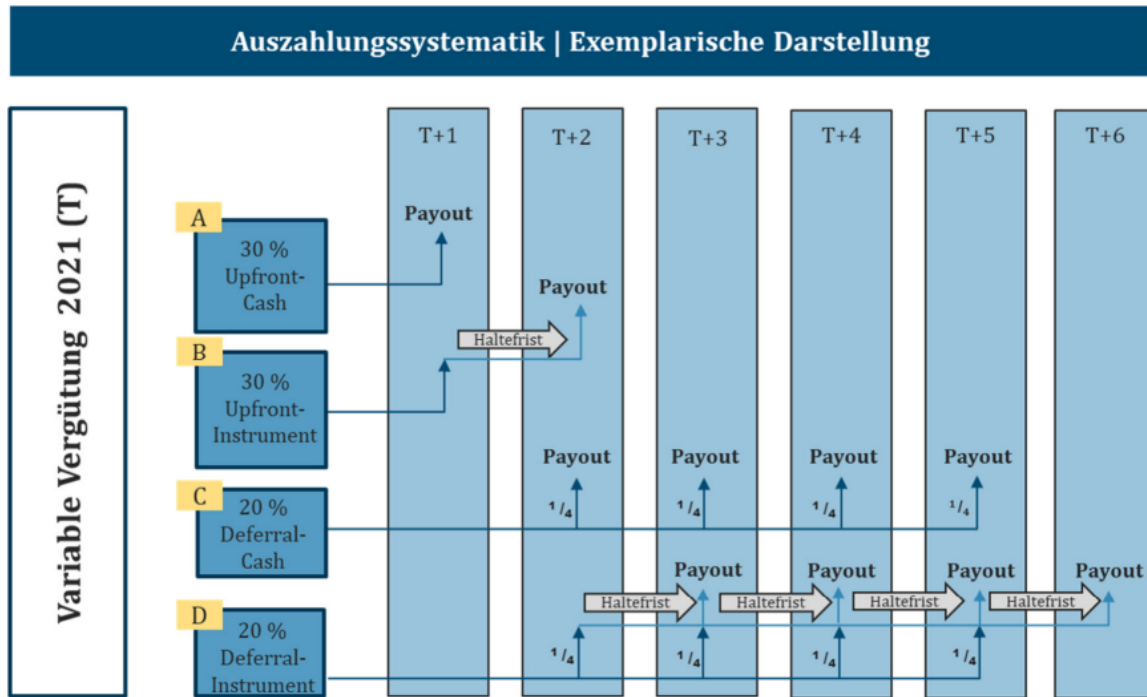 Auszahlungssystematik | Exemplarische Darstellung
Variable Vergütung 2021 (T)
T+1
T+2
T+3
T+4
T+5
T+6
A
30 %
Upfront-
Cash
Payout
B
30 %
Upfront-
Instrument
Haltefrist
Payout
C
20 %
Deferral-
Cash
Payout
Payout
Payout
Payout
1/4
1/4
1/4
1/4
D
20 %
Deferral-
Instrument
Payout
Payout
Payout
Payout
Haltefrist
Haltefrist
Haltefrist
Haltefrist
1/4
1/4
1/4
1/4